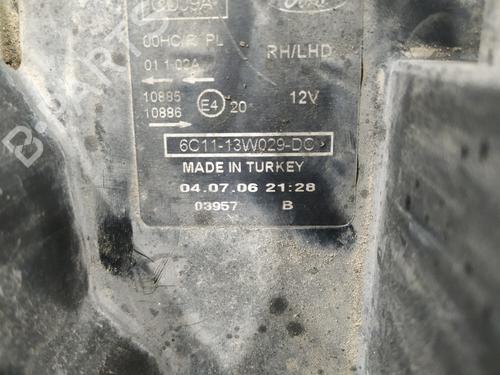 Ford
00HC/R PL
RH/LHD
01 1 02A
10885
10886
E4 20
12V
6C11-13W029-DC
MADE IN TURKEY
04.07.06 21:28
03957 B